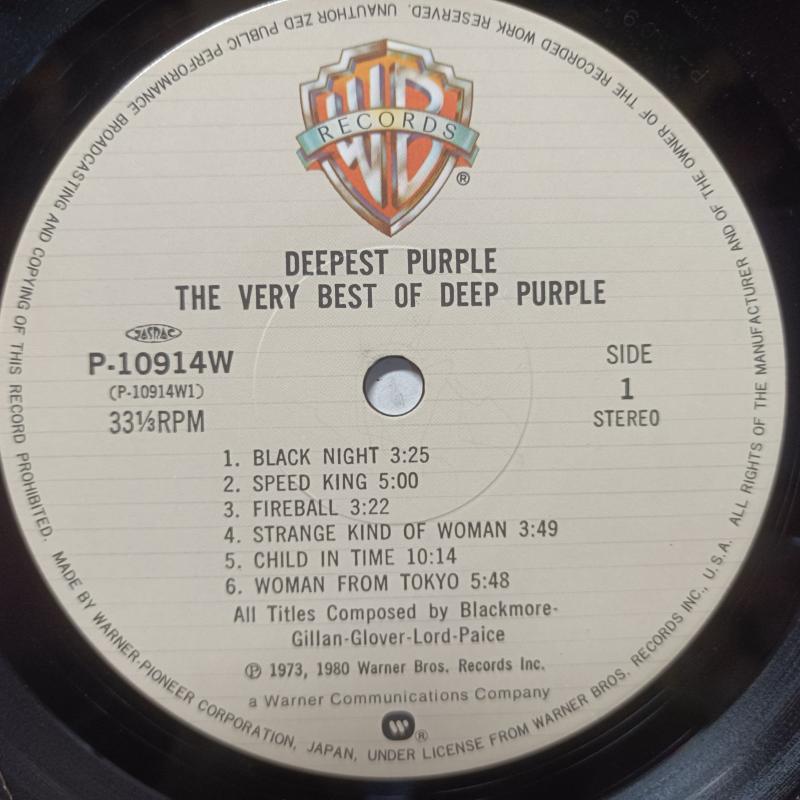 WB
RECORDS
®
DEEPEST PURPLE
THE VERY BEST OF DEEP PURPLE
JASRAC
P-10914W
(P-10914W1)
33⅓RPM
SIDE
1
STEREO
1. BLACK NIGHT 3:25
2. SPEED KING 5:00
3. FIREBALL 3:22
4. STRANGE KIND OF WOMAN 3:49
5. CHILD IN TIME 10:14
6. WOMAN FROM TOKYO 5:48
All Titles Composed by Blackmore-
Gillan-Glover-Lord-Paice
℗ 1973, 1980 Warner Bros. Records Inc.
a Warner Communications Company
W®
MADE BY WARNER-PIONEER CORPORATION, JAPAN, UNDER LICENSE FROM WARNER BROS. RECORDS INC., U.S.A. ALL RIGHTS OF THE MANUFACTURER AND OF THE OWNER OF THE RECORDED WORK RESERVED. UNAUTHORIZED PUBLIC PERFORMANCE BROADCASTING AND COPYING OF THIS RECORD PROHIBITED.